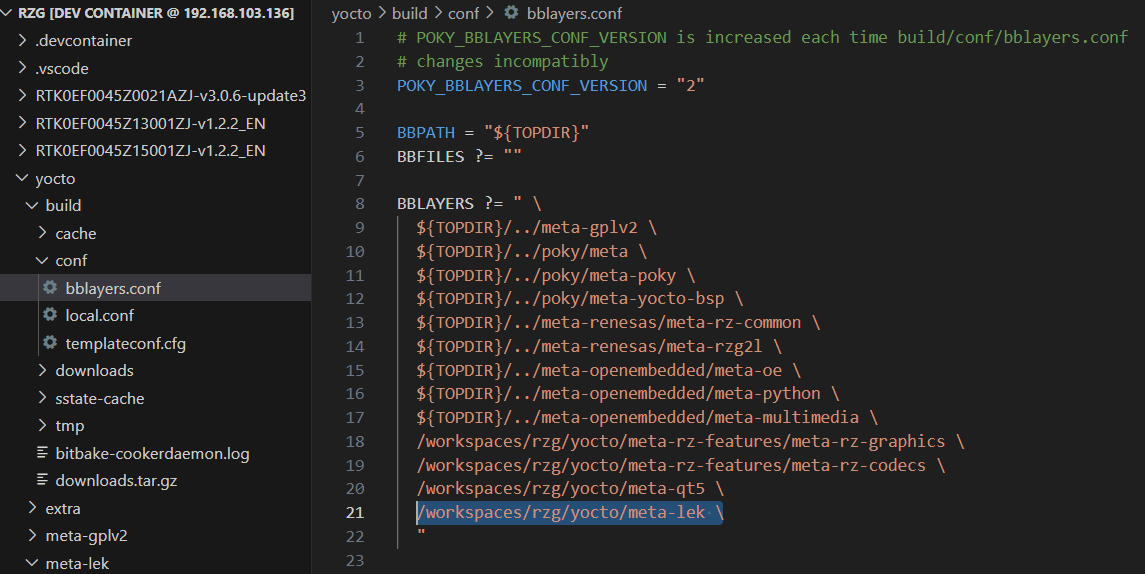 RZG [DEV CONTAINER @ 192.168.103.136]
.devcontainer
.vscode
RTK0EF0045Z0021AZJ-v3.0.6-update3
RTK0EF0045Z13001ZJ-v1.2.2_EN
RTK0EF0045Z15001ZJ-v1.2.2_EN
yocto
build
cache
conf
bblayers.conf
local.conf
templateconf.cfg
downloads
sstate-cache
tmp
bitbake-cookerdaemon.log
downloads.tar.gz
extra
meta-gplv2
meta-lek
yocto > build > conf > bblayers.conf
1 # POKY_BBLAYERS_CONF_VERSION is increased each time build/conf/bblayers.conf
2 # changes incompatibly
3 POKY_BBLAYERS_CONF_VERSION = "2"
4
5 BBPATH = "${TOPDIR}"
6 BBFILES ?= ""
7
8 BBLAYERS ?= " \
9 ${TOPDIR}/../meta-gplv2 \
10 ${TOPDIR}/../poky/meta \
11 ${TOPDIR}/../poky/meta-poky \
12 ${TOPDIR}/../poky/meta-yocto-bsp \
13 ${TOPDIR}/../meta-renesas/meta-rz-common \
14 ${TOPDIR}/../meta-renesas/meta-rzg2l \
15 ${TOPDIR}/../meta-openembedded/meta-oe \
16 ${TOPDIR}/../meta-openembedded/meta-python \
17 ${TOPDIR}/../meta-openembedded/meta-multimedia \
18 /workspaces/rzg/yocto/meta-rz-features/meta-rz-graphics \
19 /workspaces/rzg/yocto/meta-rz-features/meta-rz-codecs \
20 /workspaces/rzg/yocto/meta-qt5 \
21 /workspaces/rzg/yocto/meta-lek \
22 "
23